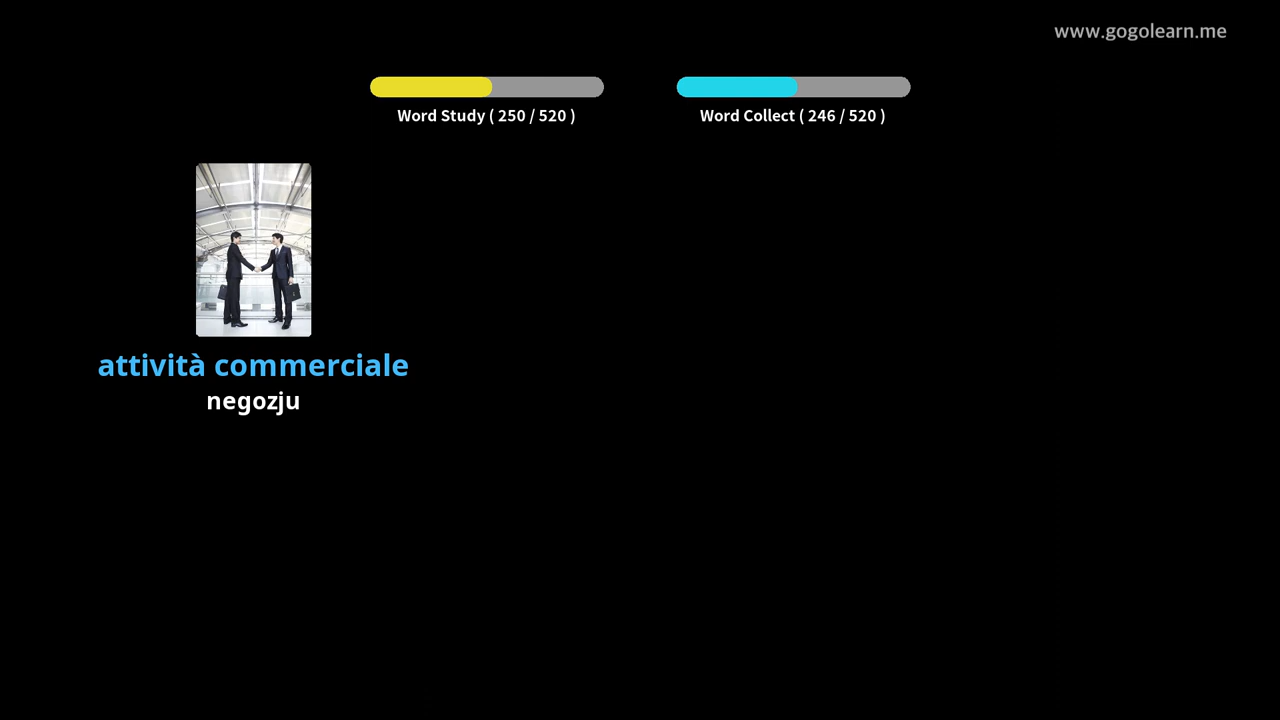 www.gogolearn.me
Word Study ( 250 / 520 )
Word Collect ( 246 / 520 )
attività commerciale
negozju